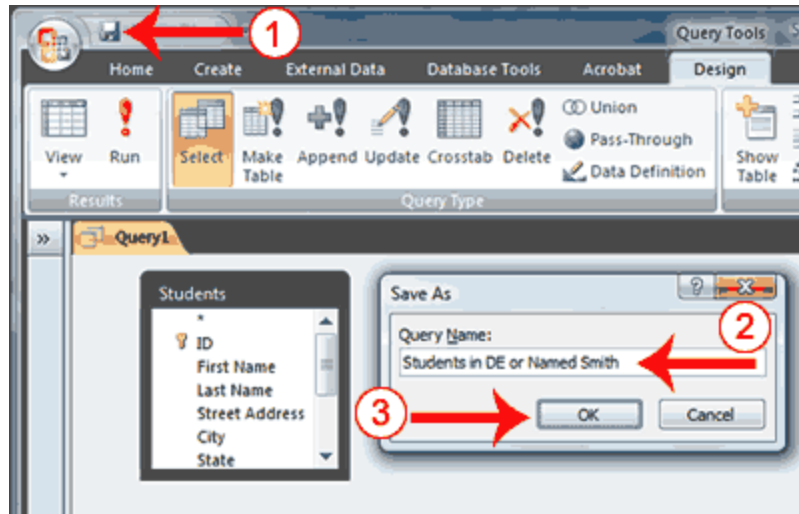 1
Query Tools
Home Create External Data Database Tools Acrobat Design
Union
Pass-Through
Data Definition
View Run Select Make Table Append Update Crosstab Delete Show Table
Results Query Type
» Query1
Students
*
ID
First Name
Last Name
Street Address
City
State
Save As ?
2
Query Name:
Students in DE or Named Smith
3
OK Cancel